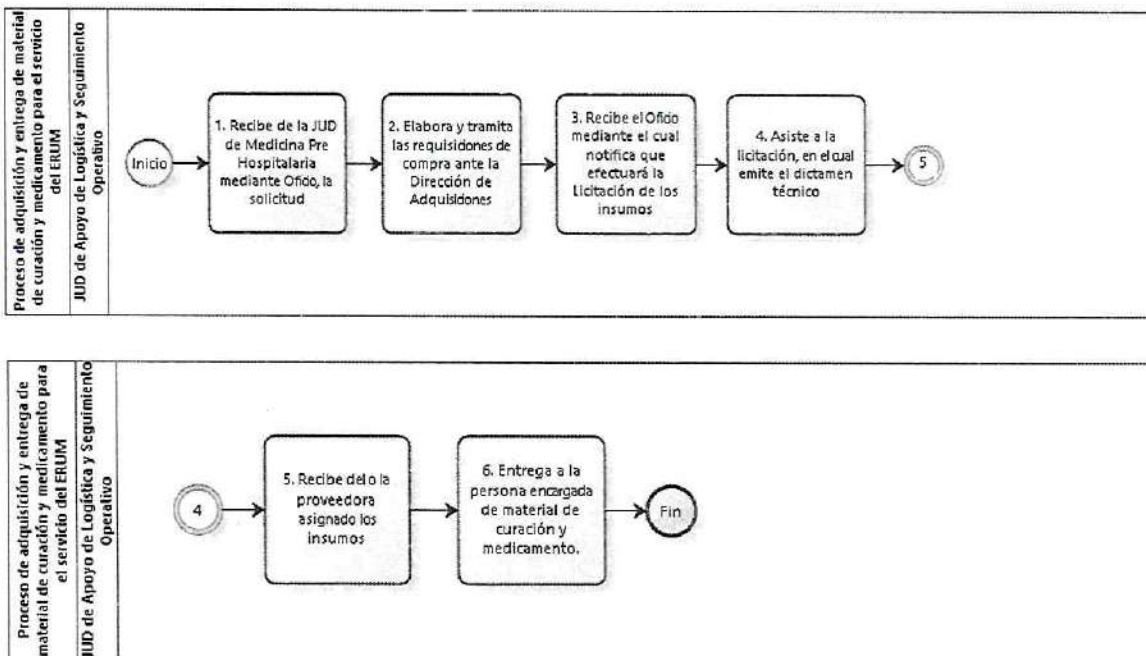 Proceso de adquisición y entrega de material
de curación y medicamento para el servicio
del ERUM
JUD de Apoyo de Logística y Seguimiento
Operativo
Inicio
1. Recibe de la JUD
de Medicina Pre
Hospitalaria
mediante Oficio, la
solicitud
2. Elabora y tramita
las requisiciones de
compra ante la
Dirección de
Adquisiciones
3. Recibe el Oficio
mediante el cual
notifica que
efectuará la
Licitación de los
insumos
4. Asiste a la
licitación, en el cual
emite el dictamen
técnico
5
Proceso de adquisición y entrega de
material de curación y medicamento para
el servicio del ERUM
JUD de Apoyo de Logística y Seguimiento
Operativo
4
5. Recibe del o la
proveedora
asignado los
insumos
6. Entrega a la
persona encargada
de material de
curación y
medicamento.
Fin